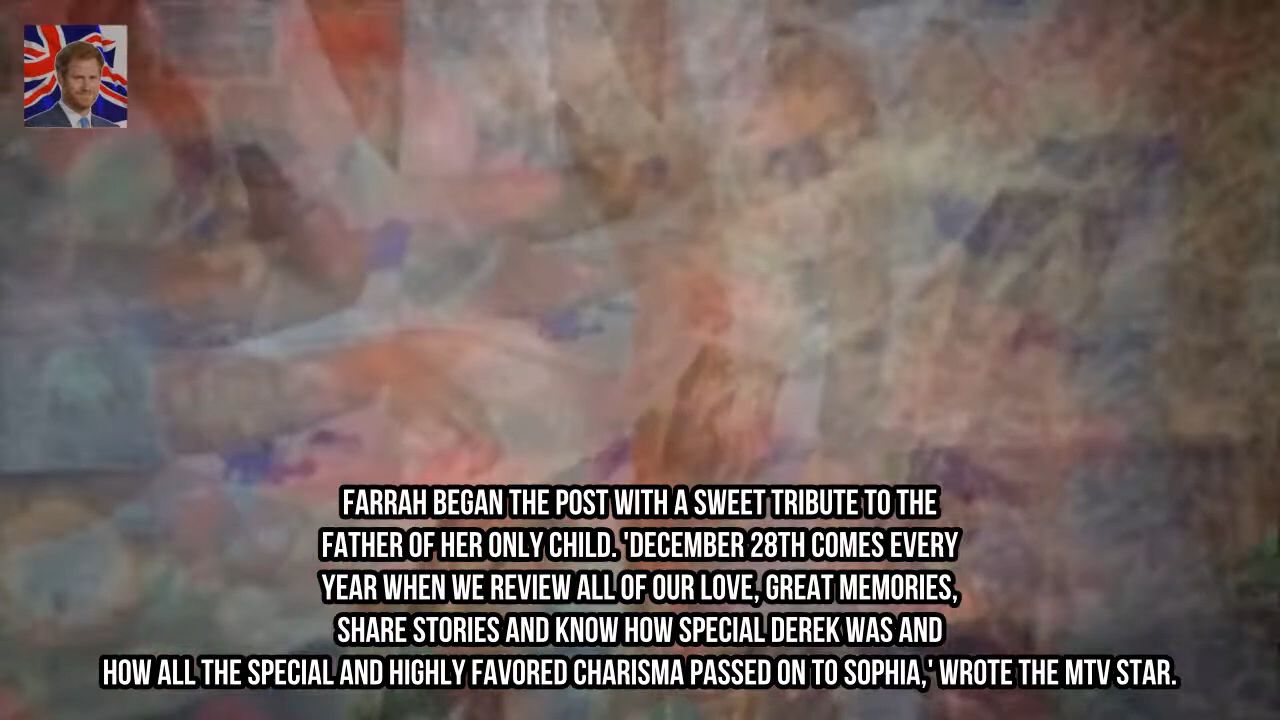 FARRAH BEGAN THE POST WITH A SWEET TRIBUTE TO THE
FATHER OF HER ONLY CHILD. 'DECEMBER 28TH COMES EVERY
YEAR WHEN WE REVIEW ALL OF OUR LOVE, GREAT MEMORIES,
SHARE STORIES AND KNOW HOW SPECIAL DEREK WAS AND
HOW ALL THE SPECIAL AND HIGHLY FAVORED CHARISMA PASSED ON TO SOPHIA,' WROTE THE MTV STAR.